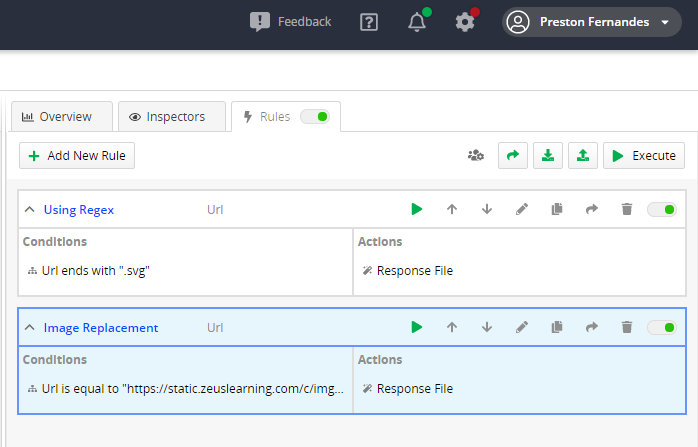 Feedback
Preston Fernandes
Overview
Inspectors
Rules
Add New Rule
Execute
Using Regex
Url
Conditions
Actions
Url ends with ".svg"
Response File
Image Replacement
Url
Conditions
Actions
Url is equal to "https://static.zeuslearning.com/c/img...
Response File